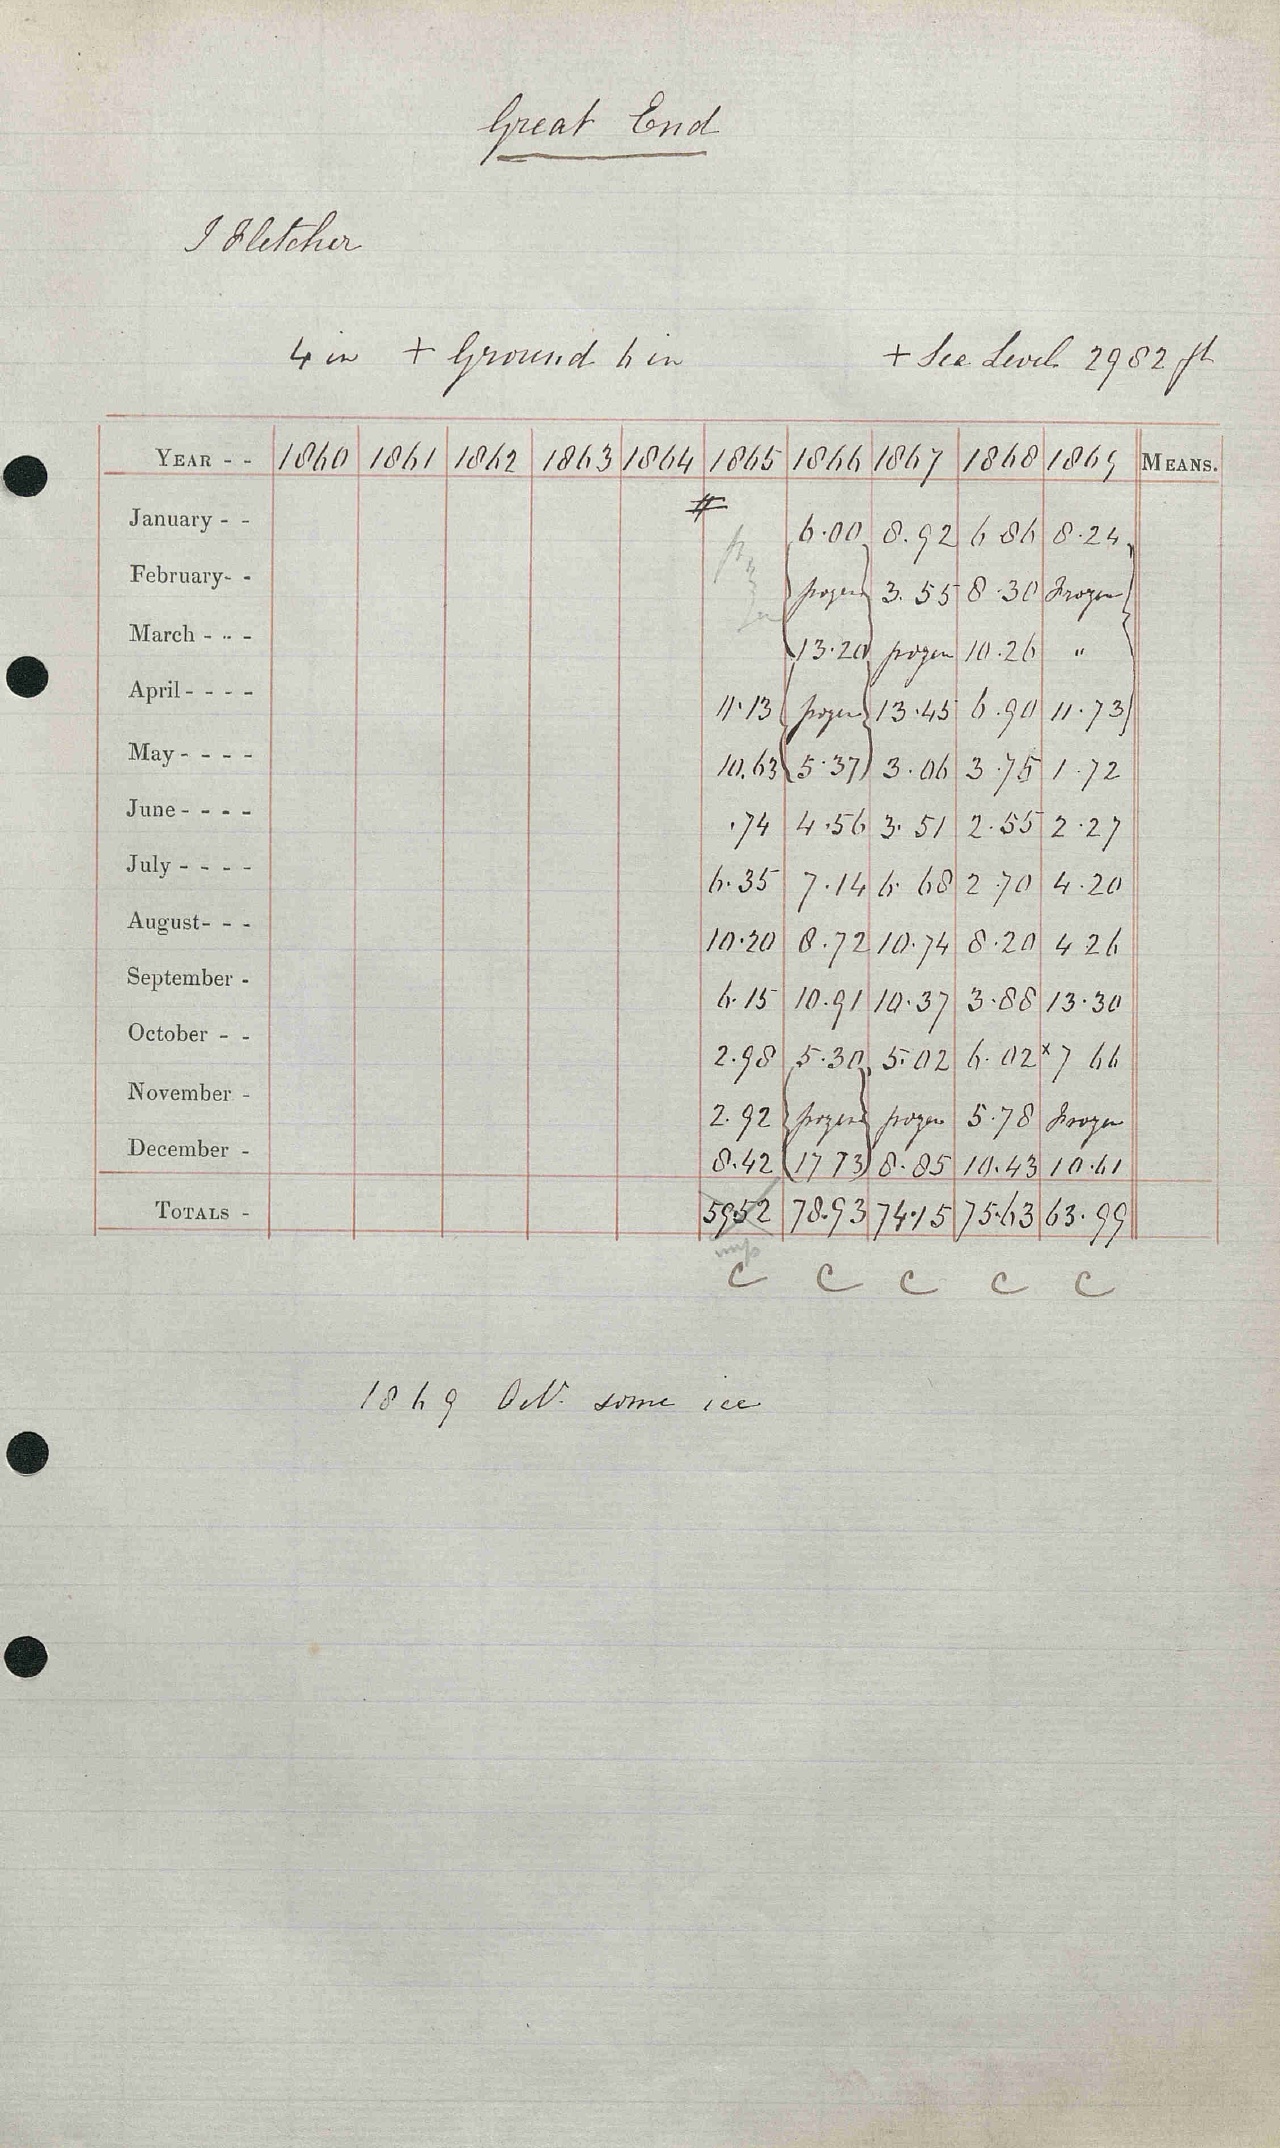 Great End
I Fletcher
4 in + Ground 6 in + Sea Level 2982 ft
YEAR - - 1860 1861 1862 1863 1864 1865 1866 1867 1868 1869 MEANS.
January - - # 6.00 8.92 6 86 8.24
February- - frozen 3.55 8.30 Frozen
March - - - 13.20 frozen 10.26 "
April - - - - 11.13 frozen 13.45 6.90 11.73
May - - - - 10.63 5.37 3.06 3.75 1.72
June - - - - .74 4.56 3.51 2.55 2.27
July - - - - 6.35 7.14 6.68 2.70 4.20
August- - - 10.20 8.72 10.74 8.20 4 26
September - 6.15 10.91 10.37 3.88 13.30
October - - 2.98 5.30 5.02 6.02 x7 66
November - 2.92 frozen frozen 5.78 Frozen
December - 8.42 17 73 8.85 10.43 10.61
TOTALS - 59.52 78.93 74.15 75.63 63.99
C C C C C
1869 Oct. some ice